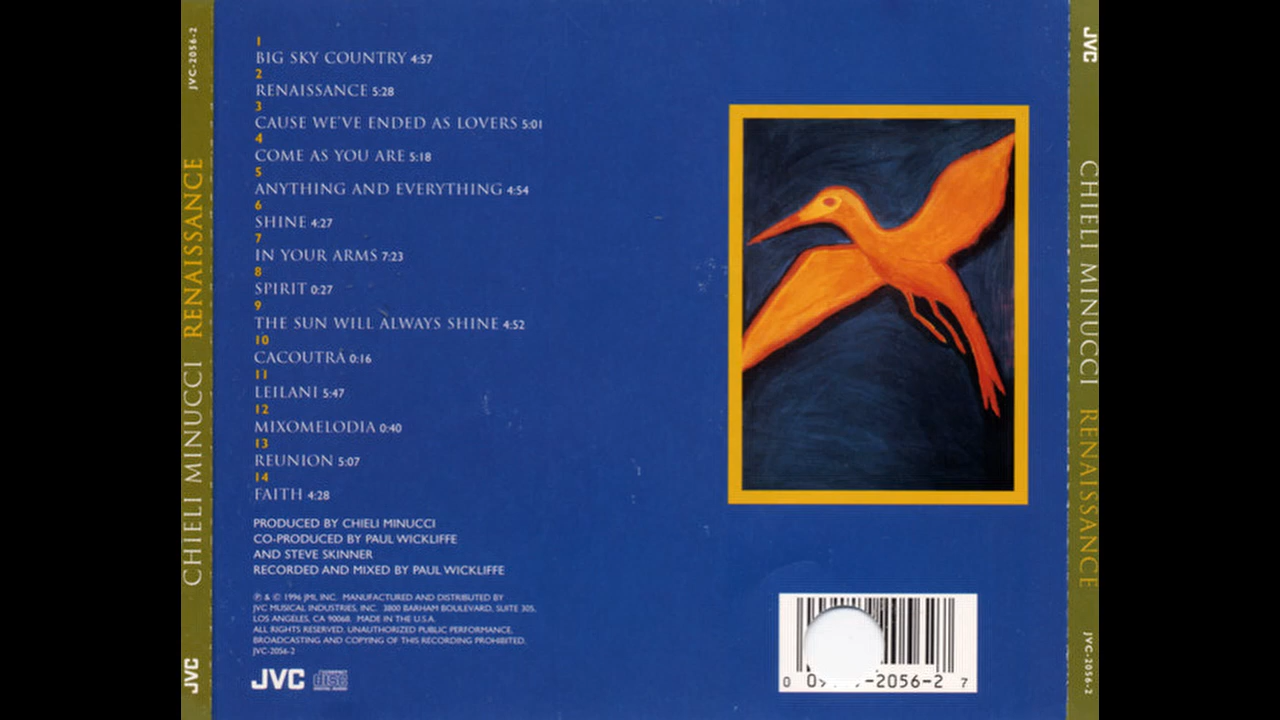 JVC-2056-2
CHIELI MINUCCI RENAISSANCE
JVC
1
BIG SKY COUNTRY 4:57
2
RENAISSANCE 5:28
3
CAUSE WE'VE ENDED AS LOVERS 5:01
4
COME AS YOU ARE 5:18
5
ANYTHING AND EVERYTHING 4:54
6
SHINE 4:27
7
IN YOUR ARMS 7:23
8
SPIRIT 0:27
9
THE SUN WILL ALWAYS SHINE 4:52
10
CACOUTRÁ 0:16
11
LEILANI 5:47
12
MIXOMELODIA 0:40
13
REUNION 5:07
14
FAITH 4:28
PRODUCED BY CHIELI MINUCCI
CO-PRODUCED BY PAUL WICKLIFFE
AND STEVE SKINNER
RECORDED AND MIXED BY PAUL WICKLIFFE
℗ & © 1996 JMI, INC. MANUFACTURED AND DISTRIBUTED BY
JVC MUSICAL INDUSTRIES, INC. 3800 BARHAM BOULEVARD, SUITE 305,
LOS ANGELES, CA 90068. MADE IN THE U.S.A.
ALL RIGHTS RESERVED. UNAUTHORIZED PUBLIC PERFORMANCE,
BROADCASTING AND COPYING OF THIS RECORDING PROHIBITED.
JVC-2056-2
JVC COMPACT disc DIGITAL AUDIO
0 0 -2056-2 7
JVC
CHIELI MINUCCI RENAISSANCE
JVC-2056-2